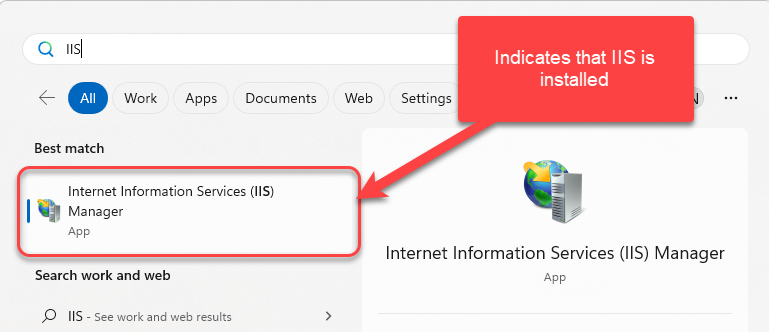 IIS
Indicates that IIS is
installed
All
Work
Apps
Documents
Web
Settings
N
...
Best match
Internet Information Services (IIS)
Manager
App
Internet Information Services (IIS) Manager
App
Search work and web
IIS - See work and web results